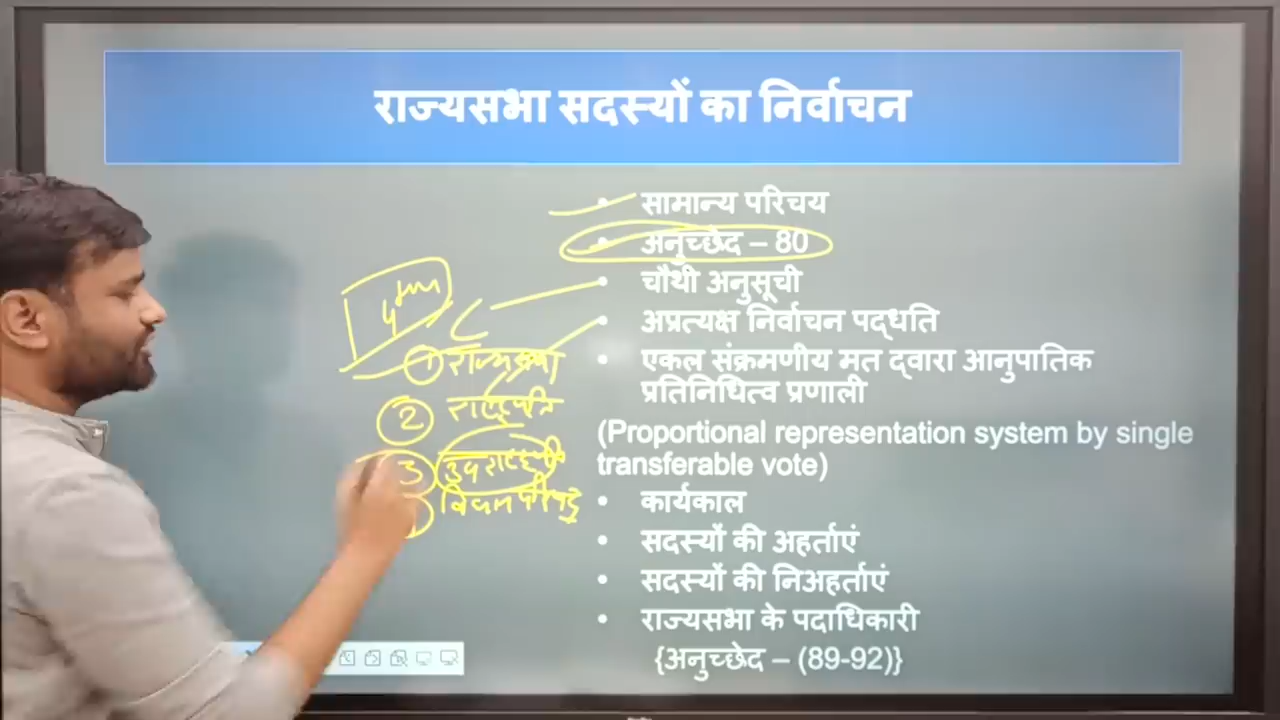 राज्यसभा सदस्यों का निर्वाचन
• सामान्य परिचय
• अनुच्छेद – 80
• चौथी अनुसूची
• अप्रत्यक्ष निर्वाचन पद्धति
• एकल संक्रमणीय मत द्वारा आनुपातिक
प्रतिनिधित्व प्रणाली
(Proportional representation system by single
transferable vote)
• कार्यकाल
• सदस्यों की अहर्ताएं
• सदस्यों की निअहर्ताएं
• राज्यसभा के पदाधिकारी
{अनुच्छेद – (89-92)}
1 राज्यसभा
2 राष्ट्रपति
3 उपराष्ट्रपति